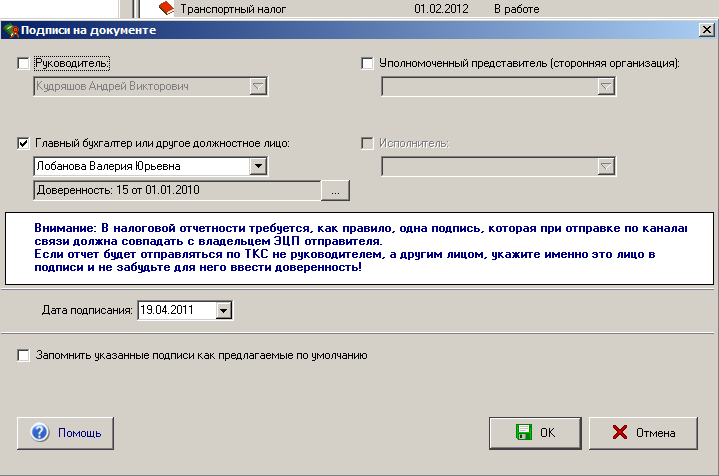 Транспортный налог 01.02.2012 В работе
Подписи на документе
Руководитель:
Кудряшов Андрей Викторович
Уполномоченный представитель (сторонняя организация):
Главный бухгалтер или другое должностное лицо:
Лобанова Валерия Юрьевна
Доверенность: 15 от 01.01.2010 ...
Исполнитель:
Внимание: В налоговой отчетности требуется, как правило, одна подпись, которая при отправке по каналаг
связи должна совпадать с владельцем ЭЦП отправителя.
Если отчет будет отправляться по ТКС не руководителем, а другим лицом, укажите именно это лицо в
подписи и не забудьте для него ввести доверенность!
Дата подписания: 19.04.2011
Запомнить указанные подписи как предлагаемые по умолчанию
Помощь OK Отмена